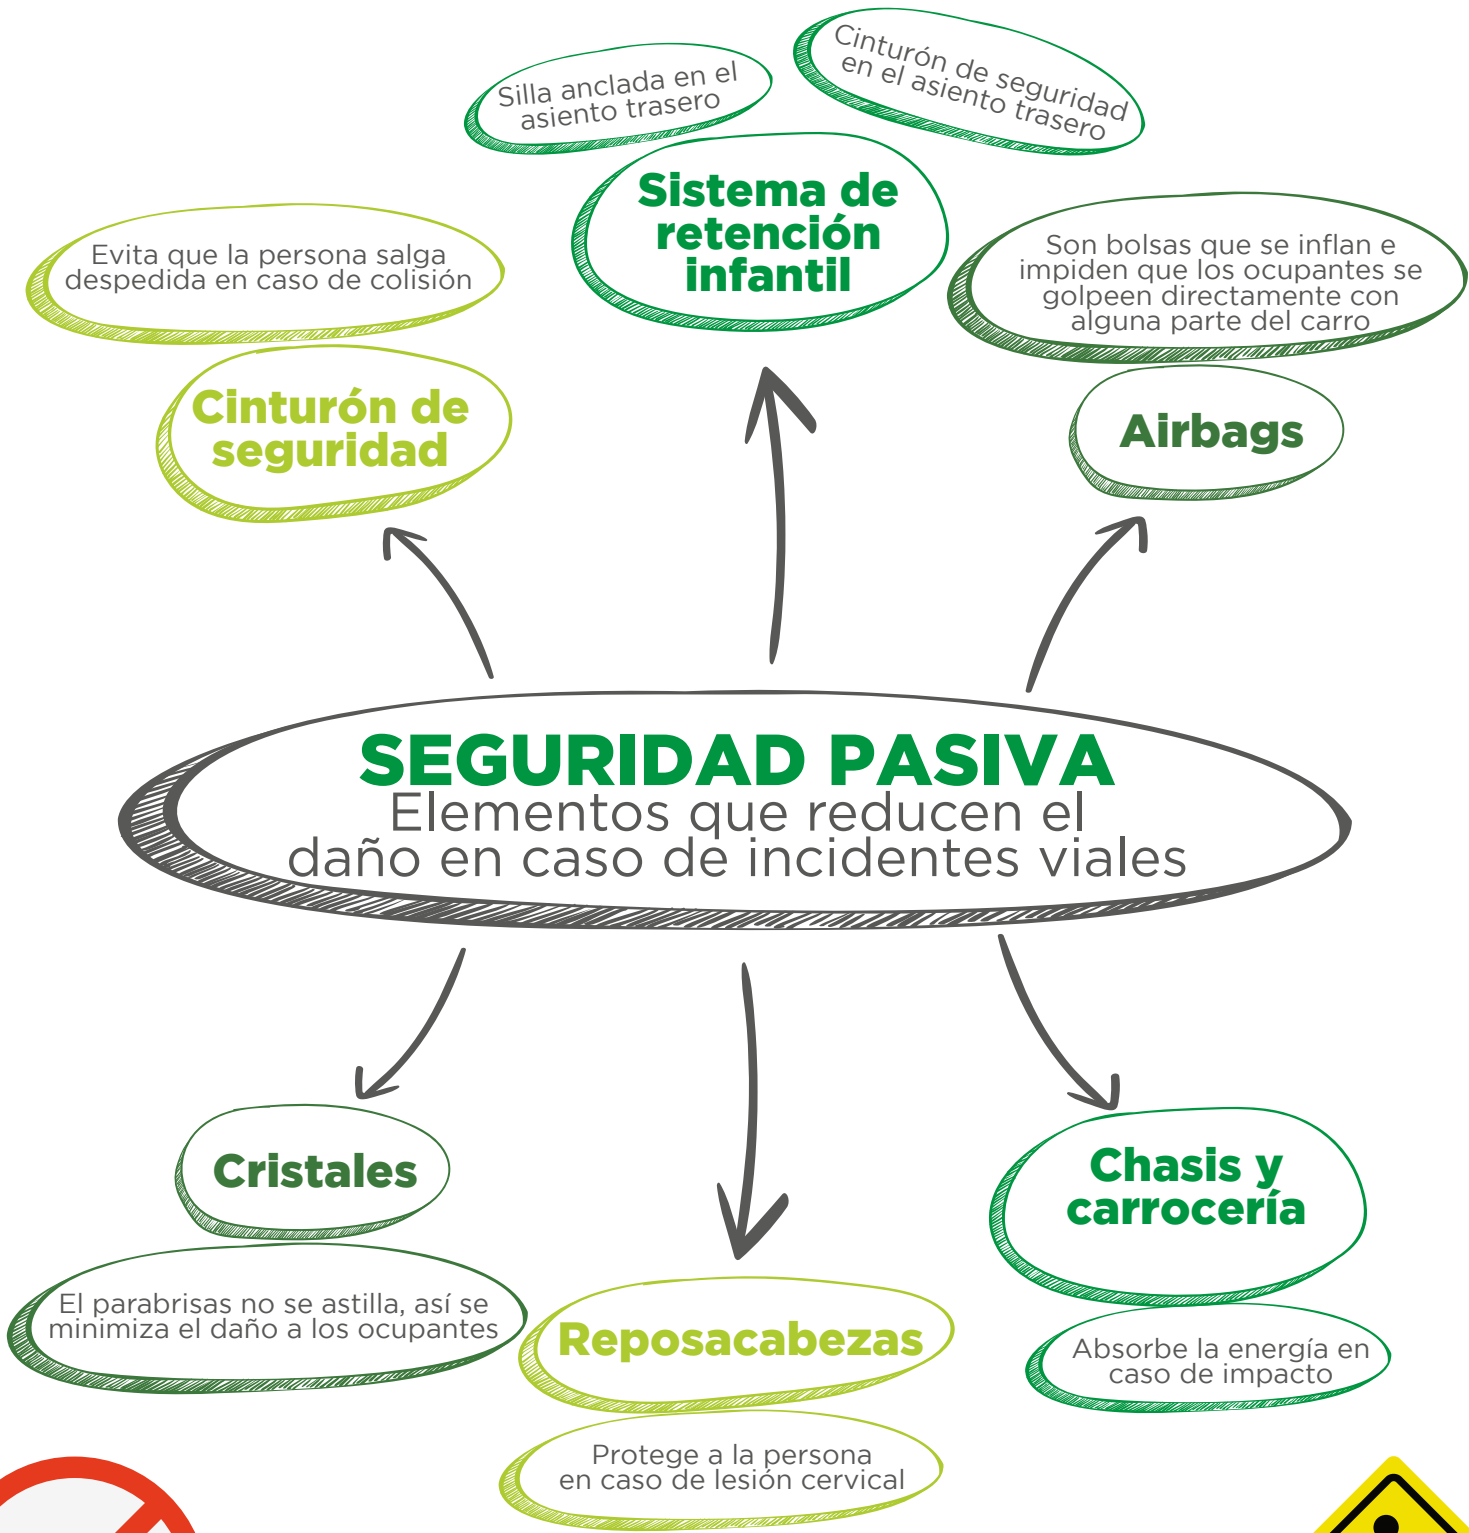 Silla anclada en el
asiento trasero
Cinturón de seguridad
en el asiento trasero
Sistema de
retención
infantil
Evita que la persona salga
despedida en caso de colisión
Cinturón de
seguridad
Son bolsas que se inflan e
impiden que los ocupantes se
golpeen directamente con
alguna parte del carro
Airbags
SEGURIDAD PASIVA
Elementos que reducen el
daño en caso de incidentes viales
Cristales
El parabrisas no se astilla, así se
minimiza el daño a los ocupantes
Reposacabezas
Protege a la persona
en caso de lesión cervical
Chasis y
carrocería
Absorbe la energía en
caso de impacto